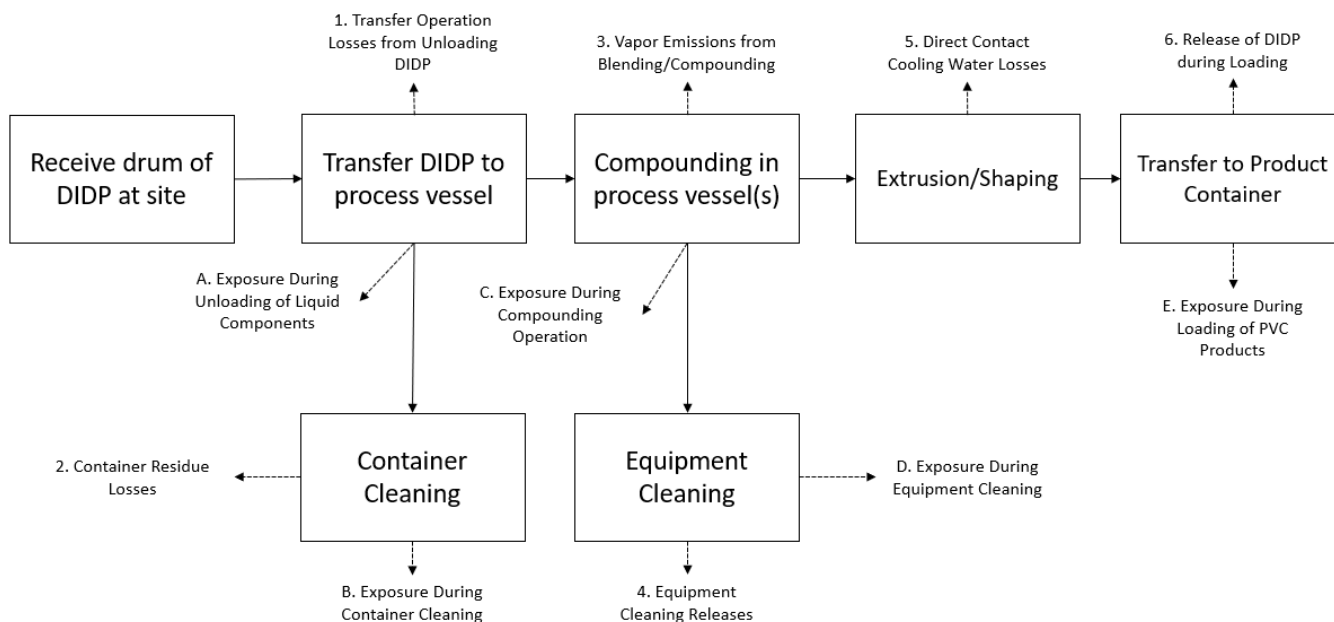 1. Transfer Operation
Losses from Unloading
DIDP
3. Vapor Emissions from
Blending/Compounding
5. Direct Contact
Cooling Water Losses
6. Release of DIDP
during Loading
Receive drum of
DIDP at site
Transfer DIDP to
process vessel
Compounding in
process vessel(s)
Extrusion/Shaping
Transfer to Product
Container
A. Exposure During
Unloading of Liquid
Components
C. Exposure During
Compounding
Operation
E. Exposure During
Loading of PVC
Products
2. Container Residue
Losses
Container
Cleaning
Equipment
Cleaning
D. Exposure During
Equipment Cleaning
B. Exposure During
Container Cleaning
4. Equipment
Cleaning Releases